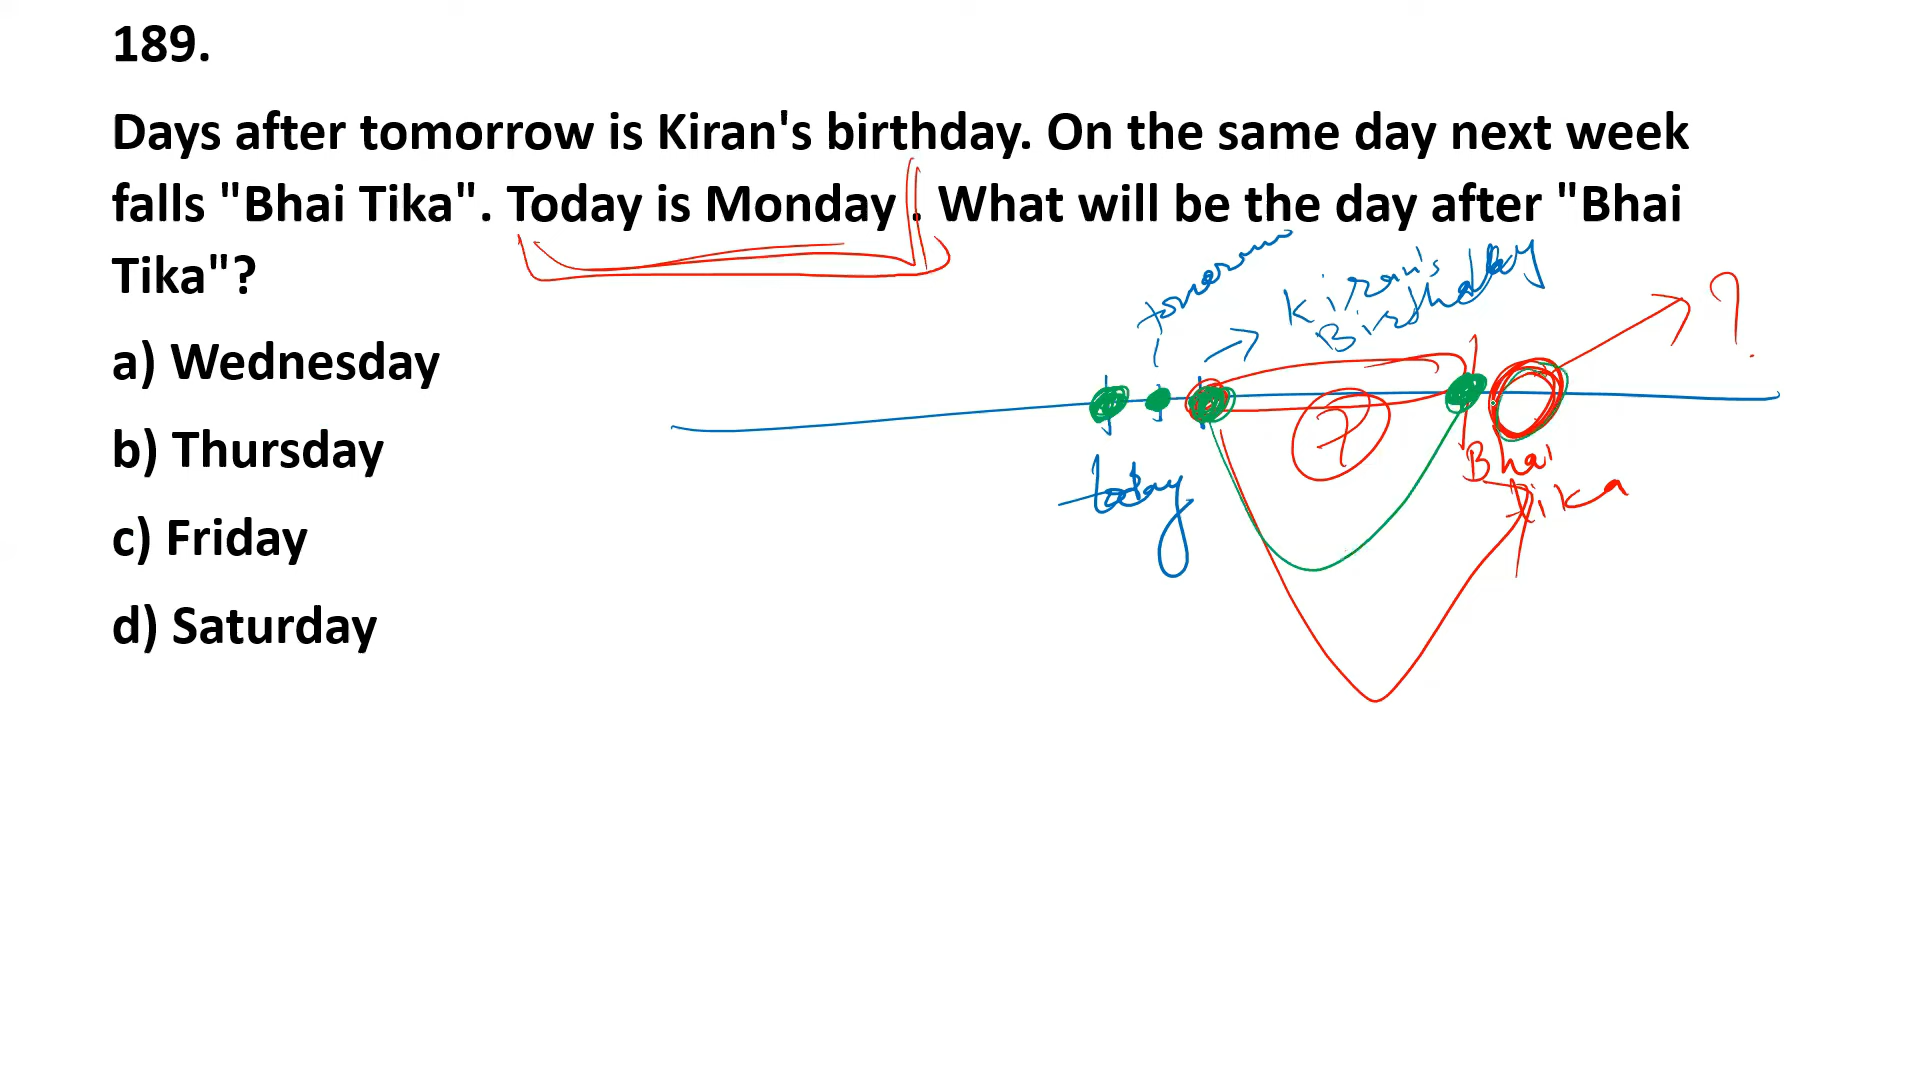 189.
Days after tomorrow is Kiran's birthday. On the same day next week
falls "Bhai Tika". Today is Monday . What will be the day after "Bhai
Tika"?
a) Wednesday
b) Thursday
c) Friday
d) Saturday
tomorrow
Kiran's
Birthday
?
7
today
Bhai
tika